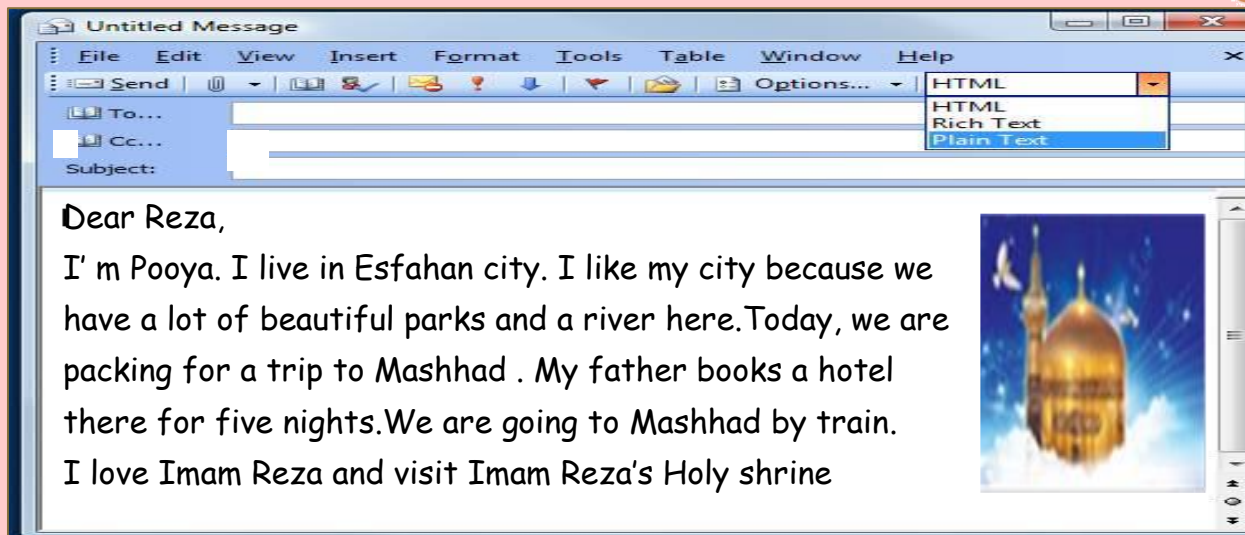 Untitled Message
File Edit View Insert Format Tools Table Window Help
Send Options... HTML
HTML
To...
Rich Text
Cc...
Plain Text
Subject:
Dear Reza,
I' m Pooya. I live in Esfahan city. I like my city because we
have a lot of beautiful parks and a river here.Today, we are
packing for a trip to Mashhad . My father books a hotel
there for five nights.We are going to Mashhad by train.
I love Imam Reza and visit Imam Reza's Holy shrine